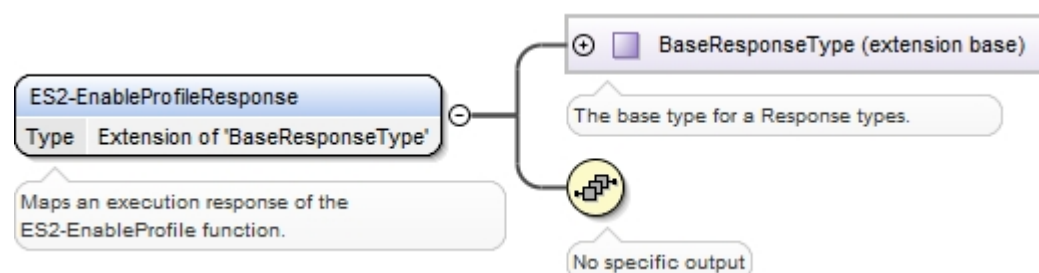 ES2-EnableProfileResponse
Type Extension of 'BaseResponseType'
Maps an execution response of the
ES2-EnableProfile function.
BaseResponseType (extension base)
The base type for a Response types.
No specific output